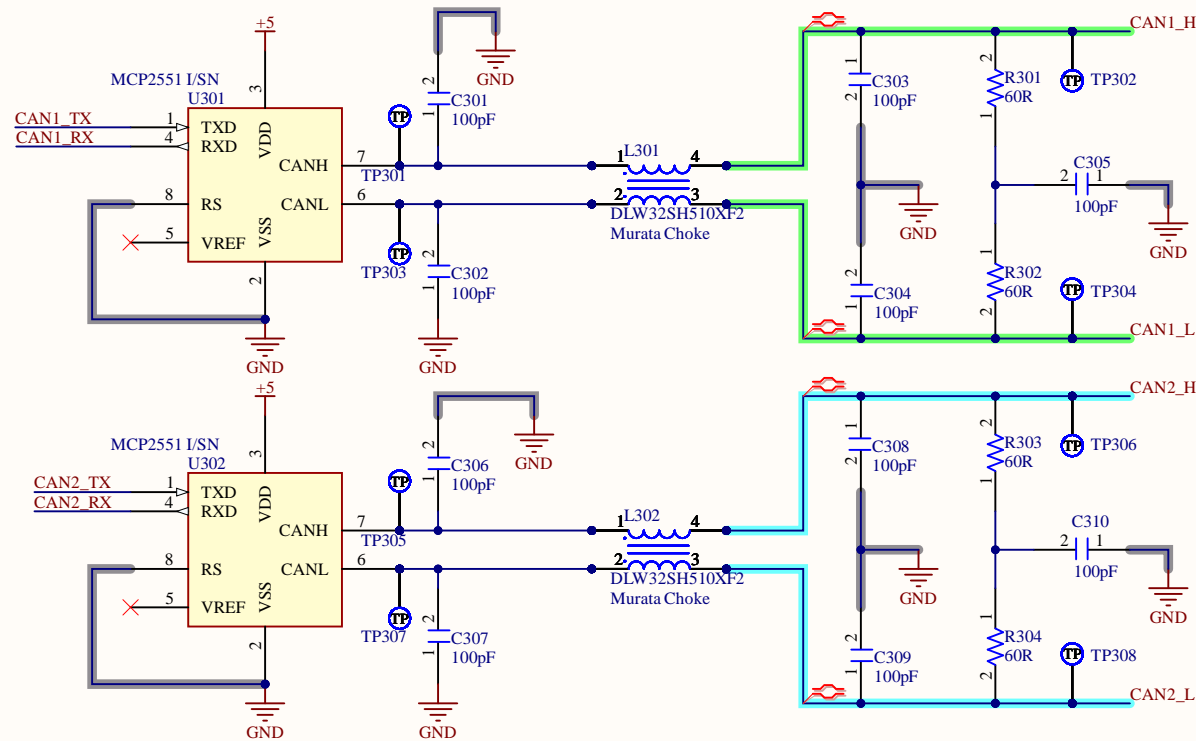 +5
MCP2551 I/SN
U301
CAN1_TX
CAN1_RX
1
4
8
5
3
2
TXD
RXD
RS
VREF
VDD
VSS
CANH
CANL
7
6
GND
TP
TP301
TP
TP303
2
C301
1
100pF
GND
2
C302
1
100pF
GND
L301
1
4
2
3
DLW32SH510XF2
Murata Choke
CAN1_H
1
C303
2
100pF
GND
2
C304
1
100pF
2
R301
60R
1
1
R302
60R
2
TP
TP302
C305
2
1
100pF
GND
TP
TP304
CAN1_L
+5
MCP2551 I/SN
U302
CAN2_TX
CAN2_RX
1
4
8
5
3
2
TXD
RXD
RS
VREF
VDD
VSS
CANH
CANL
7
6
GND
TP
TP305
TP
TP307
2
C306
1
100pF
GND
2
C307
1
100pF
GND
L302
1
4
2
3
DLW32SH510XF2
Murata Choke
CAN2_H
1
C308
2
100pF
GND
2
C309
1
100pF
2
R303
60R
1
1
R304
60R
2
TP
TP306
C310
2
1
100pF
GND
TP
TP308
CAN2_L